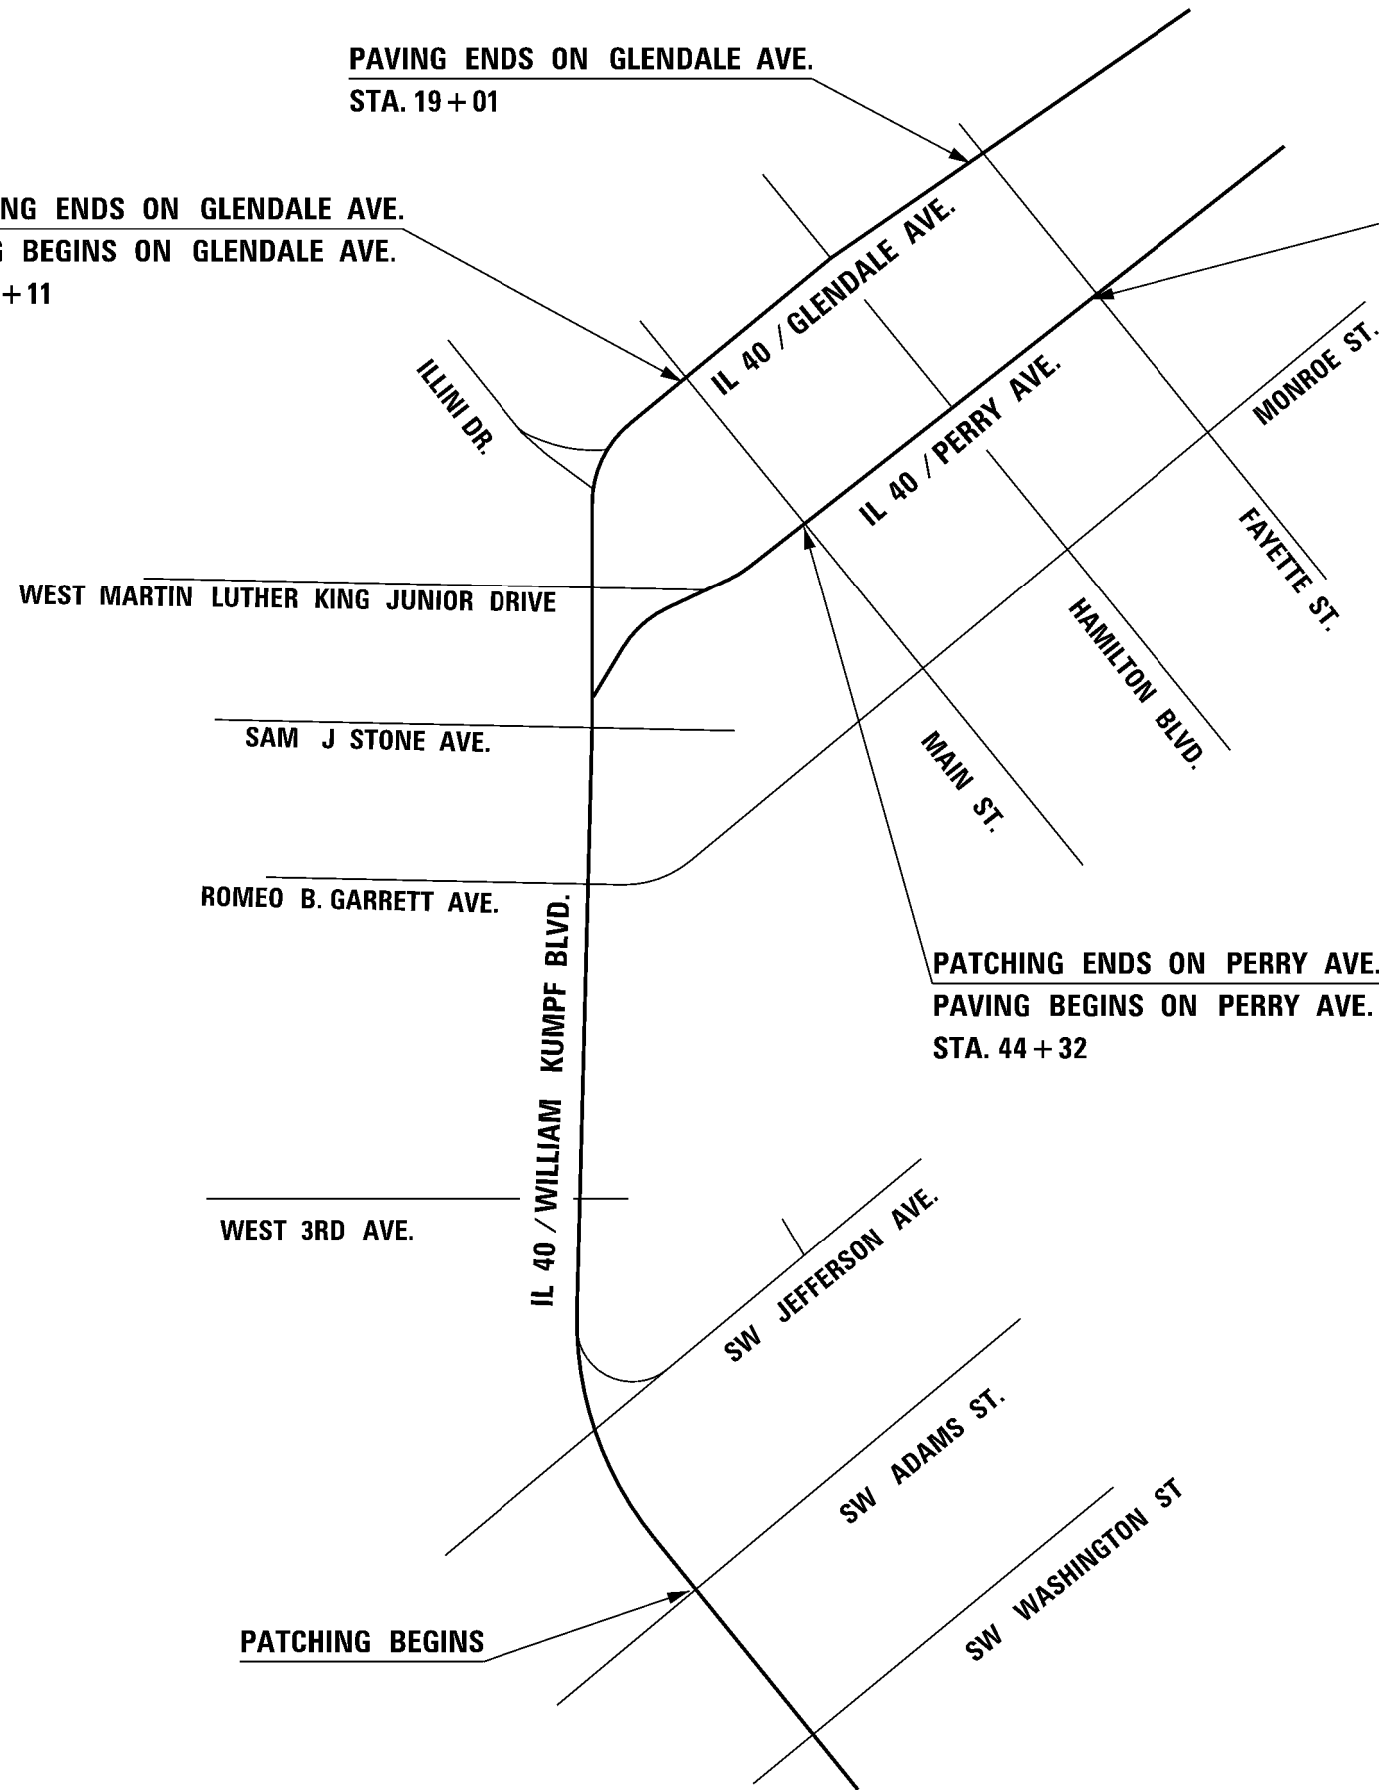 PAVING ENDS ON GLENDALE AVE.
STA. 19+01
ENDS ON GLENDALE AVE.
BEGINS ON GLENDALE AVE.
+11
IL 40 / GLENDALE AVE.
ILLINI DR.
IL 40 / PERRY AVE.
MONROE ST.
FAYETTE ST.
WEST MARTIN LUTHER KING JUNIOR DRIVE
HAMILTON BLVD.
SAM J STONE AVE.
MAIN ST.
ROMEO B. GARRETT AVE.
IL 40 / WILLIAM KUMPF BLVD.
PATCHING ENDS ON PERRY AVE.
PAVING BEGINS ON PERRY AVE.
STA. 44+32
WEST 3RD AVE.
SW JEFFERSON AVE.
SW ADAMS ST.
SW WASHINGTON ST
PATCHING BEGINS